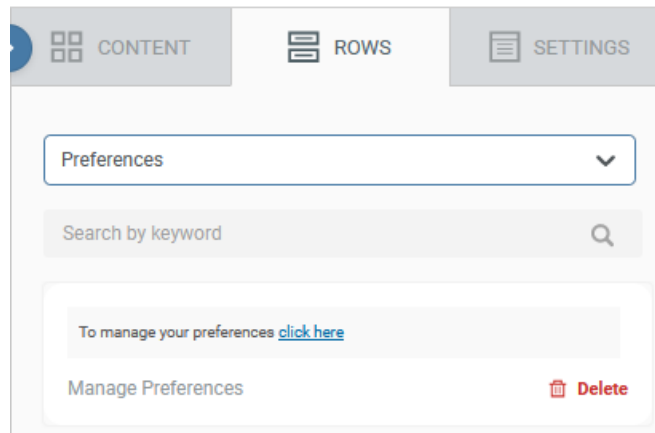 CONTENT ROWS SETTINGS
Preferences
Search by keyword
To manage your preferences click here
Manage Preferences Delete